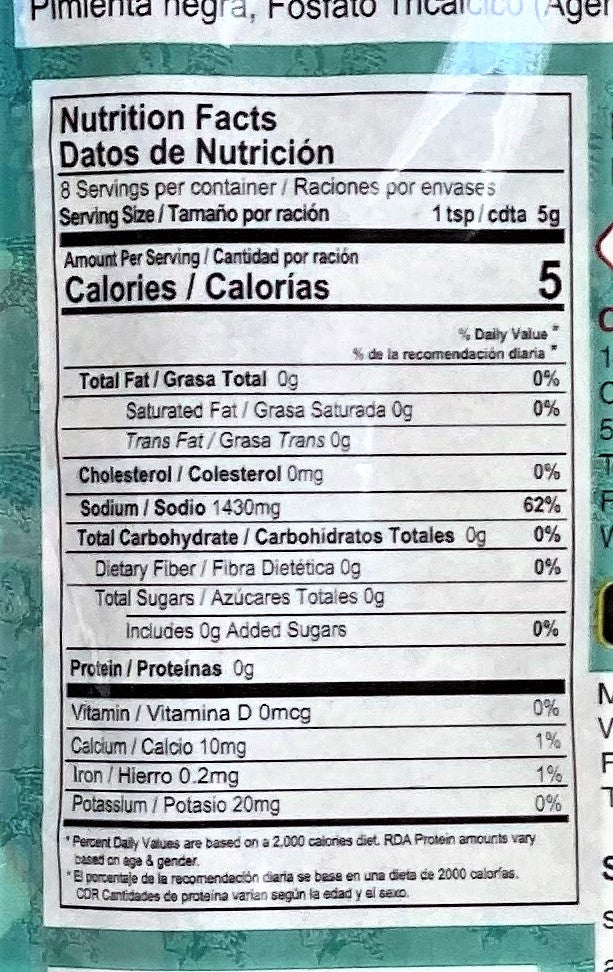 Pimienta negra, Fosfato Tricálcico (Agen
Nutrition Facts
Datos de Nutrición
8 Servings per container / Raciones por envases
Serving Size / Tamaño por ración 1 tsp / cdta 5g
Amount Per Serving / Cantidad por ración
Calories / Calorías 5
% Daily Value *
% de la recomendación diaria *
Total Fat / Grasa Total 0g 0%
Saturated Fat / Grasa Saturada 0g 0%
Trans Fat / Grasa Trans 0g
Cholesterol / Colesterol 0mg 0%
Sodium / Sodio 1430mg 62%
Total Carbohydrate / Carbohidratos Totales 0g 0%
Dietary Fiber / Fibra Dietética 0g 0%
Total Sugars / Azúcares Totales 0g
Includes 0g Added Sugars 0%
Protein / Proteínas 0g
Vitamin / Vitamina D 0mcg 0%
Calcium / Calcio 10mg 1%
Iron / Hierro 0.2mg 1%
Potassium / Potasio 20mg 0%
* Percent Daily Values are based on a 2,000 calories diet. RDA Protein amounts vary
based on age & gender.
* El porcentaje de la recomendación diaria se base en una dieta de 2000 calorías.
CDR Cantidades de proteina varían según la edad y el sexo.